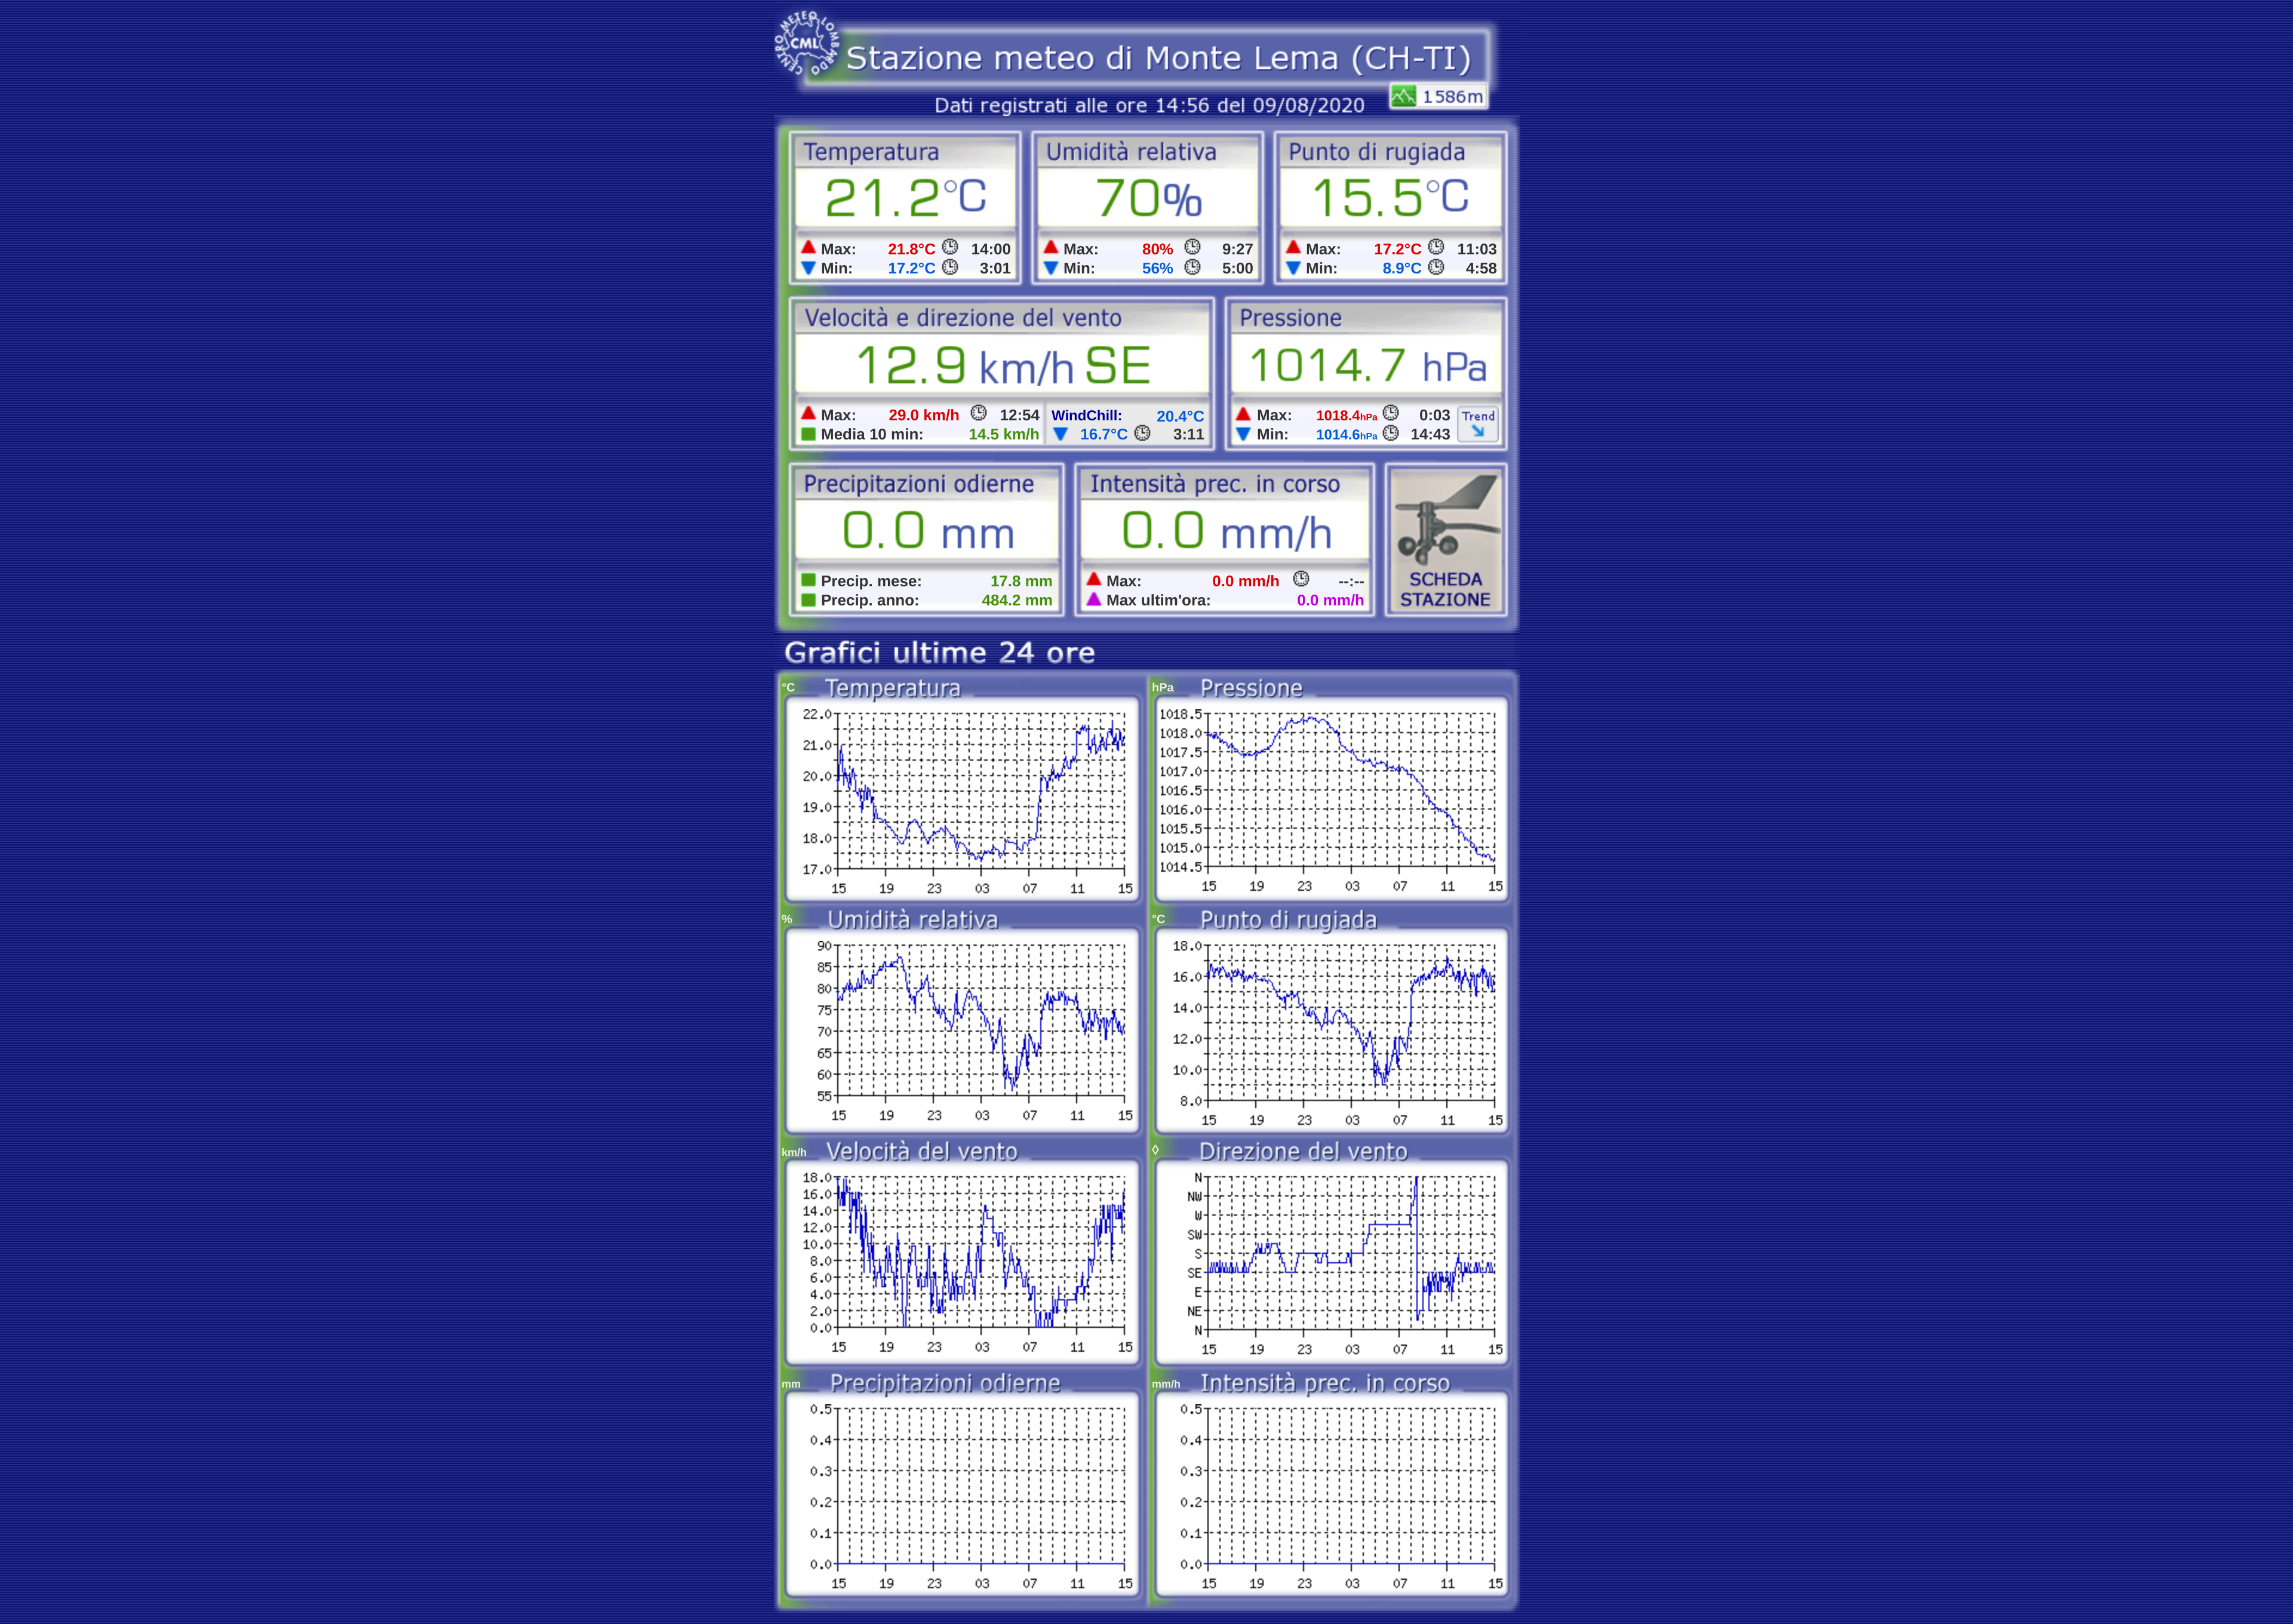 CENTRO METEO LOMBARDO
CML
Stazione meteo di Monte Lema (CH-TI)
1586m
Dati registrati alle ore 14:56 del 09/08/2020
Temperatura
21.2°C
Max: 21.8°C 14:00
Min: 17.2°C 3:01
Umidità relativa
70%
Max: 80% 9:27
Min: 56% 5:00
Punto di rugiada
15.5°C
Max: 17.2°C 11:03
Min: 8.9°C 4:58
Velocità e direzione del vento
12.9 km/h SE
Max: 29.0 km/h 12:54
Media 10 min: 14.5 km/h
WindChill: 20.4°C
16.7°C 3:11
Pressione
1014.7 hPa
Max: 1018.4hPa 0:03
Min: 1014.6hPa 14:43
Trend
Precipitazioni odierne
0.0 mm
Precip. mese: 17.8 mm
Precip. anno: 484.2 mm
Intensità prec. in corso
0.0 mm/h
Max: 0.0 mm/h --:--
Max ultim'ora: 0.0 mm/h
SCHEDA
STAZIONE
Grafici ultime 24 ore
°C Temperatura
22.0
21.0
20.0
19.0
18.0
17.0
15 19 23 03 07 11 15
hPa Pressione
1018.5
1018.0
1017.5
1017.0
1016.5
1016.0
1015.5
1015.0
1014.5
15 19 23 03 07 11 15
% Umidità relativa
90
85
80
75
70
65
60
55
15 19 23 03 07 11 15
°C Punto di rugiada
18.0
16.0
14.0
12.0
10.0
8.0
15 19 23 03 07 11 15
km/h Velocità del vento
18.0
16.0
14.0
12.0
10.0
8.0
6.0
4.0
2.0
0.0
15 19 23 03 07 11 15
◊ Direzione del vento
N
NW
W
SW
S
SE
E
NE
N
15 19 23 03 07 11 15
mm Precipitazioni odierne
0.5
0.4
0.3
0.2
0.1
0.0
15 19 23 03 07 11 15
mm/h Intensità prec. in corso
0.5
0.4
0.3
0.2
0.1
0.0
15 19 23 03 07 11 15